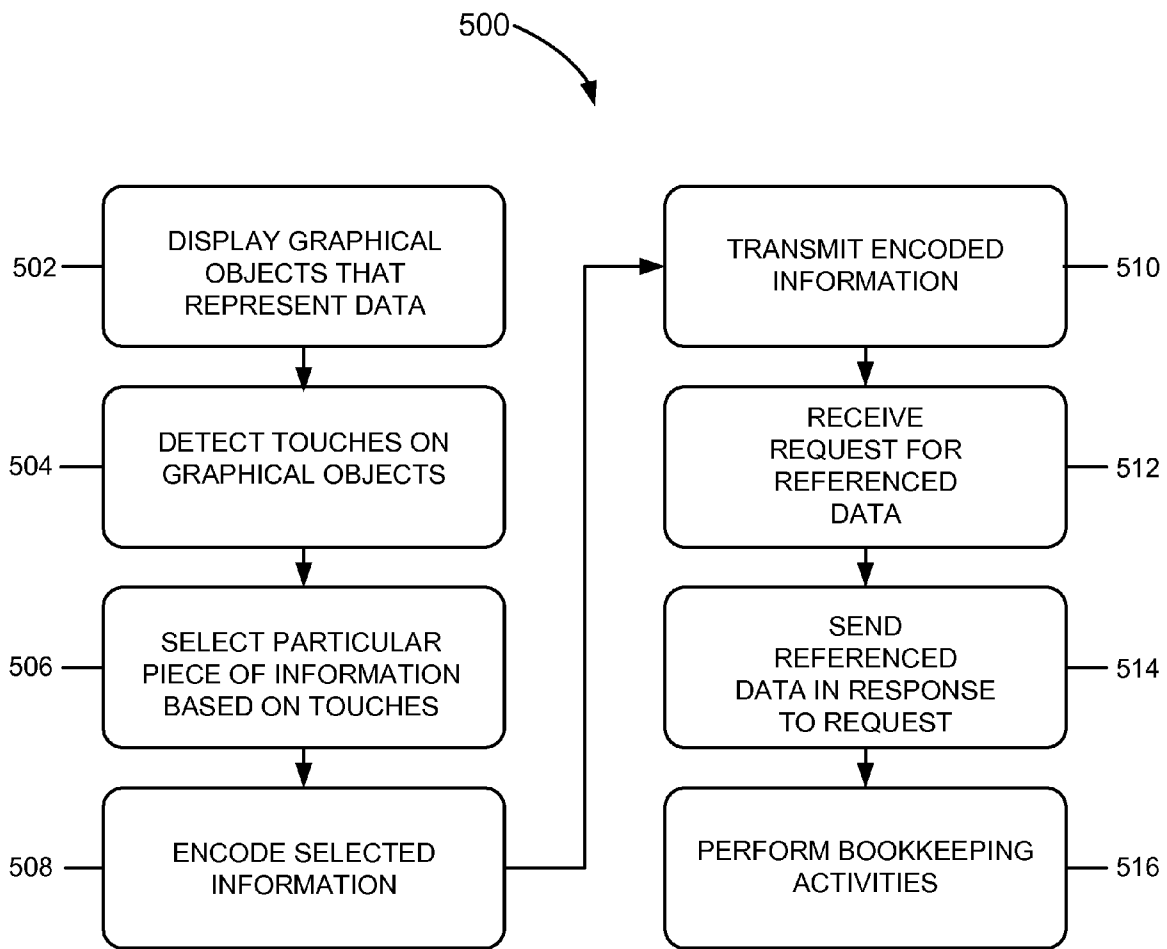 500
502
DISPLAY GRAPHICAL
OBJECTS THAT
REPRESENT DATA
504
DETECT TOUCHES ON
GRAPHICAL OBJECTS
506
SELECT PARTICULAR
PIECE OF INFORMATION
BASED ON TOUCHES
508
ENCODE SELECTED
INFORMATION
TRANSMIT ENCODED
INFORMATION
510
RECEIVE
REQUEST FOR
REFERENCED
DATA
512
SEND
REFERENCED
DATA IN RESPONSE
TO REQUEST
514
PERFORM BOOKKEEPING
ACTIVITIES
516